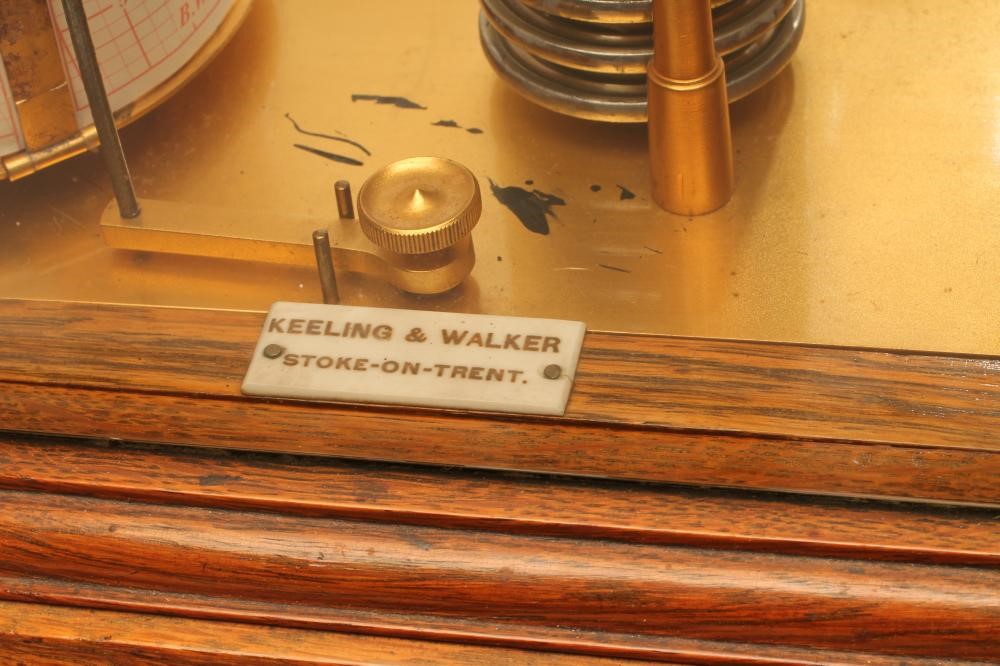 B.
KEELING & WALKER
STOKE-ON-TRENT.